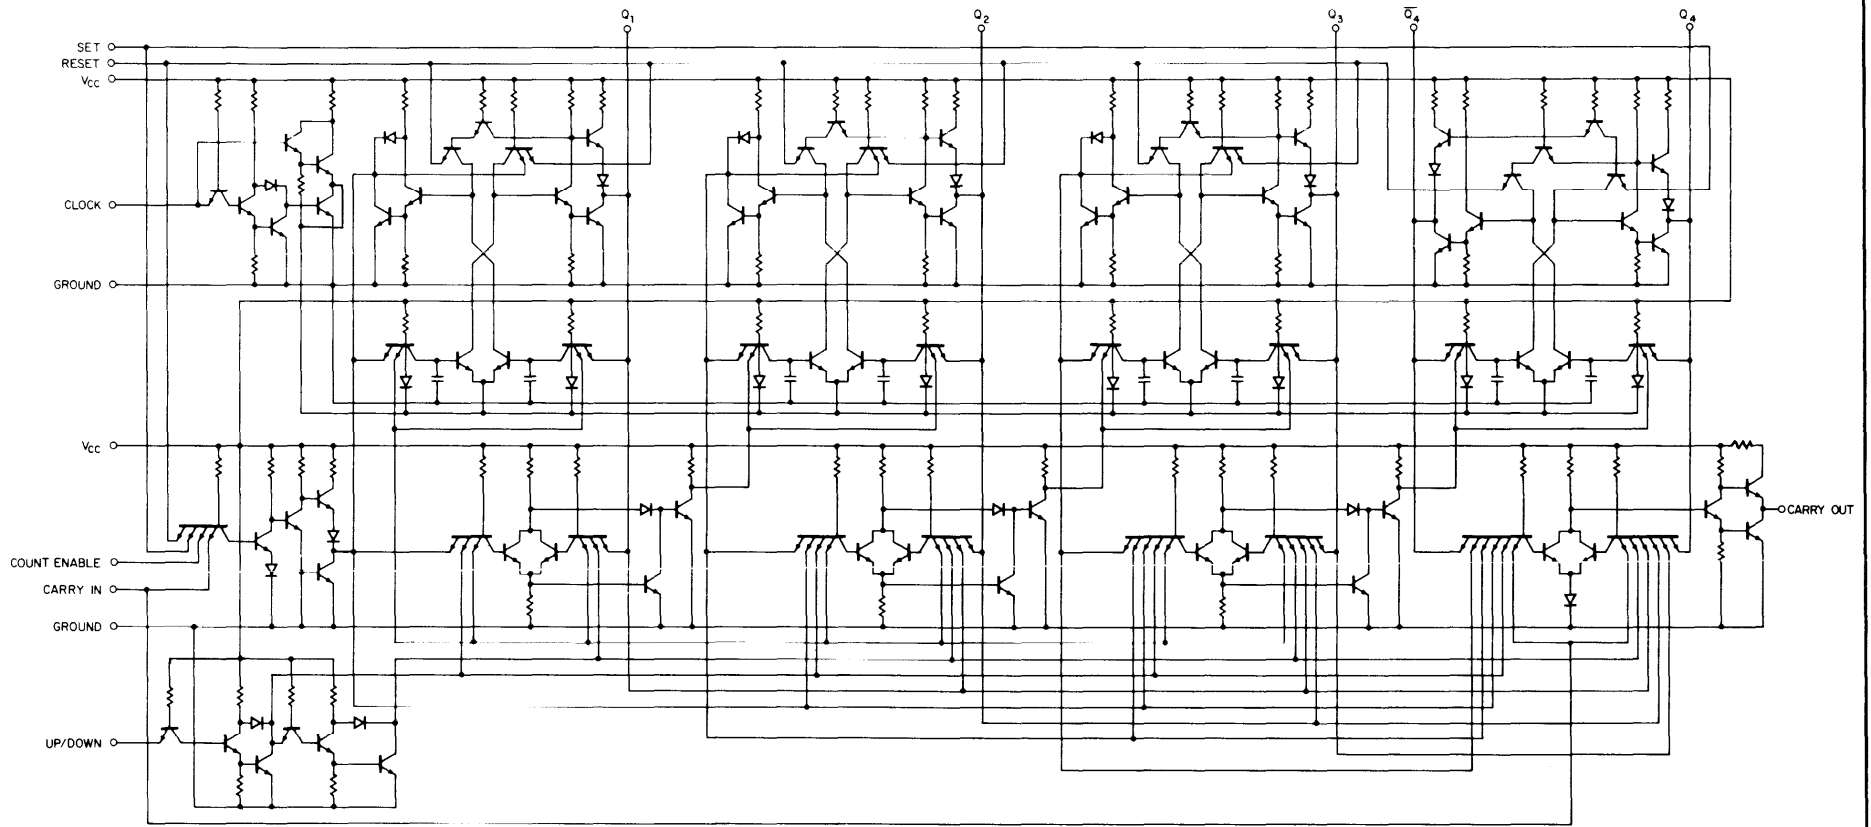 Q1
Q2
Q3
Q4
Q4
SET
RESET
VCC
CLOCK
GROUND
VCC
CARRY OUT
COUNT ENABLE
CARRY IN
GROUND
UP/DOWN